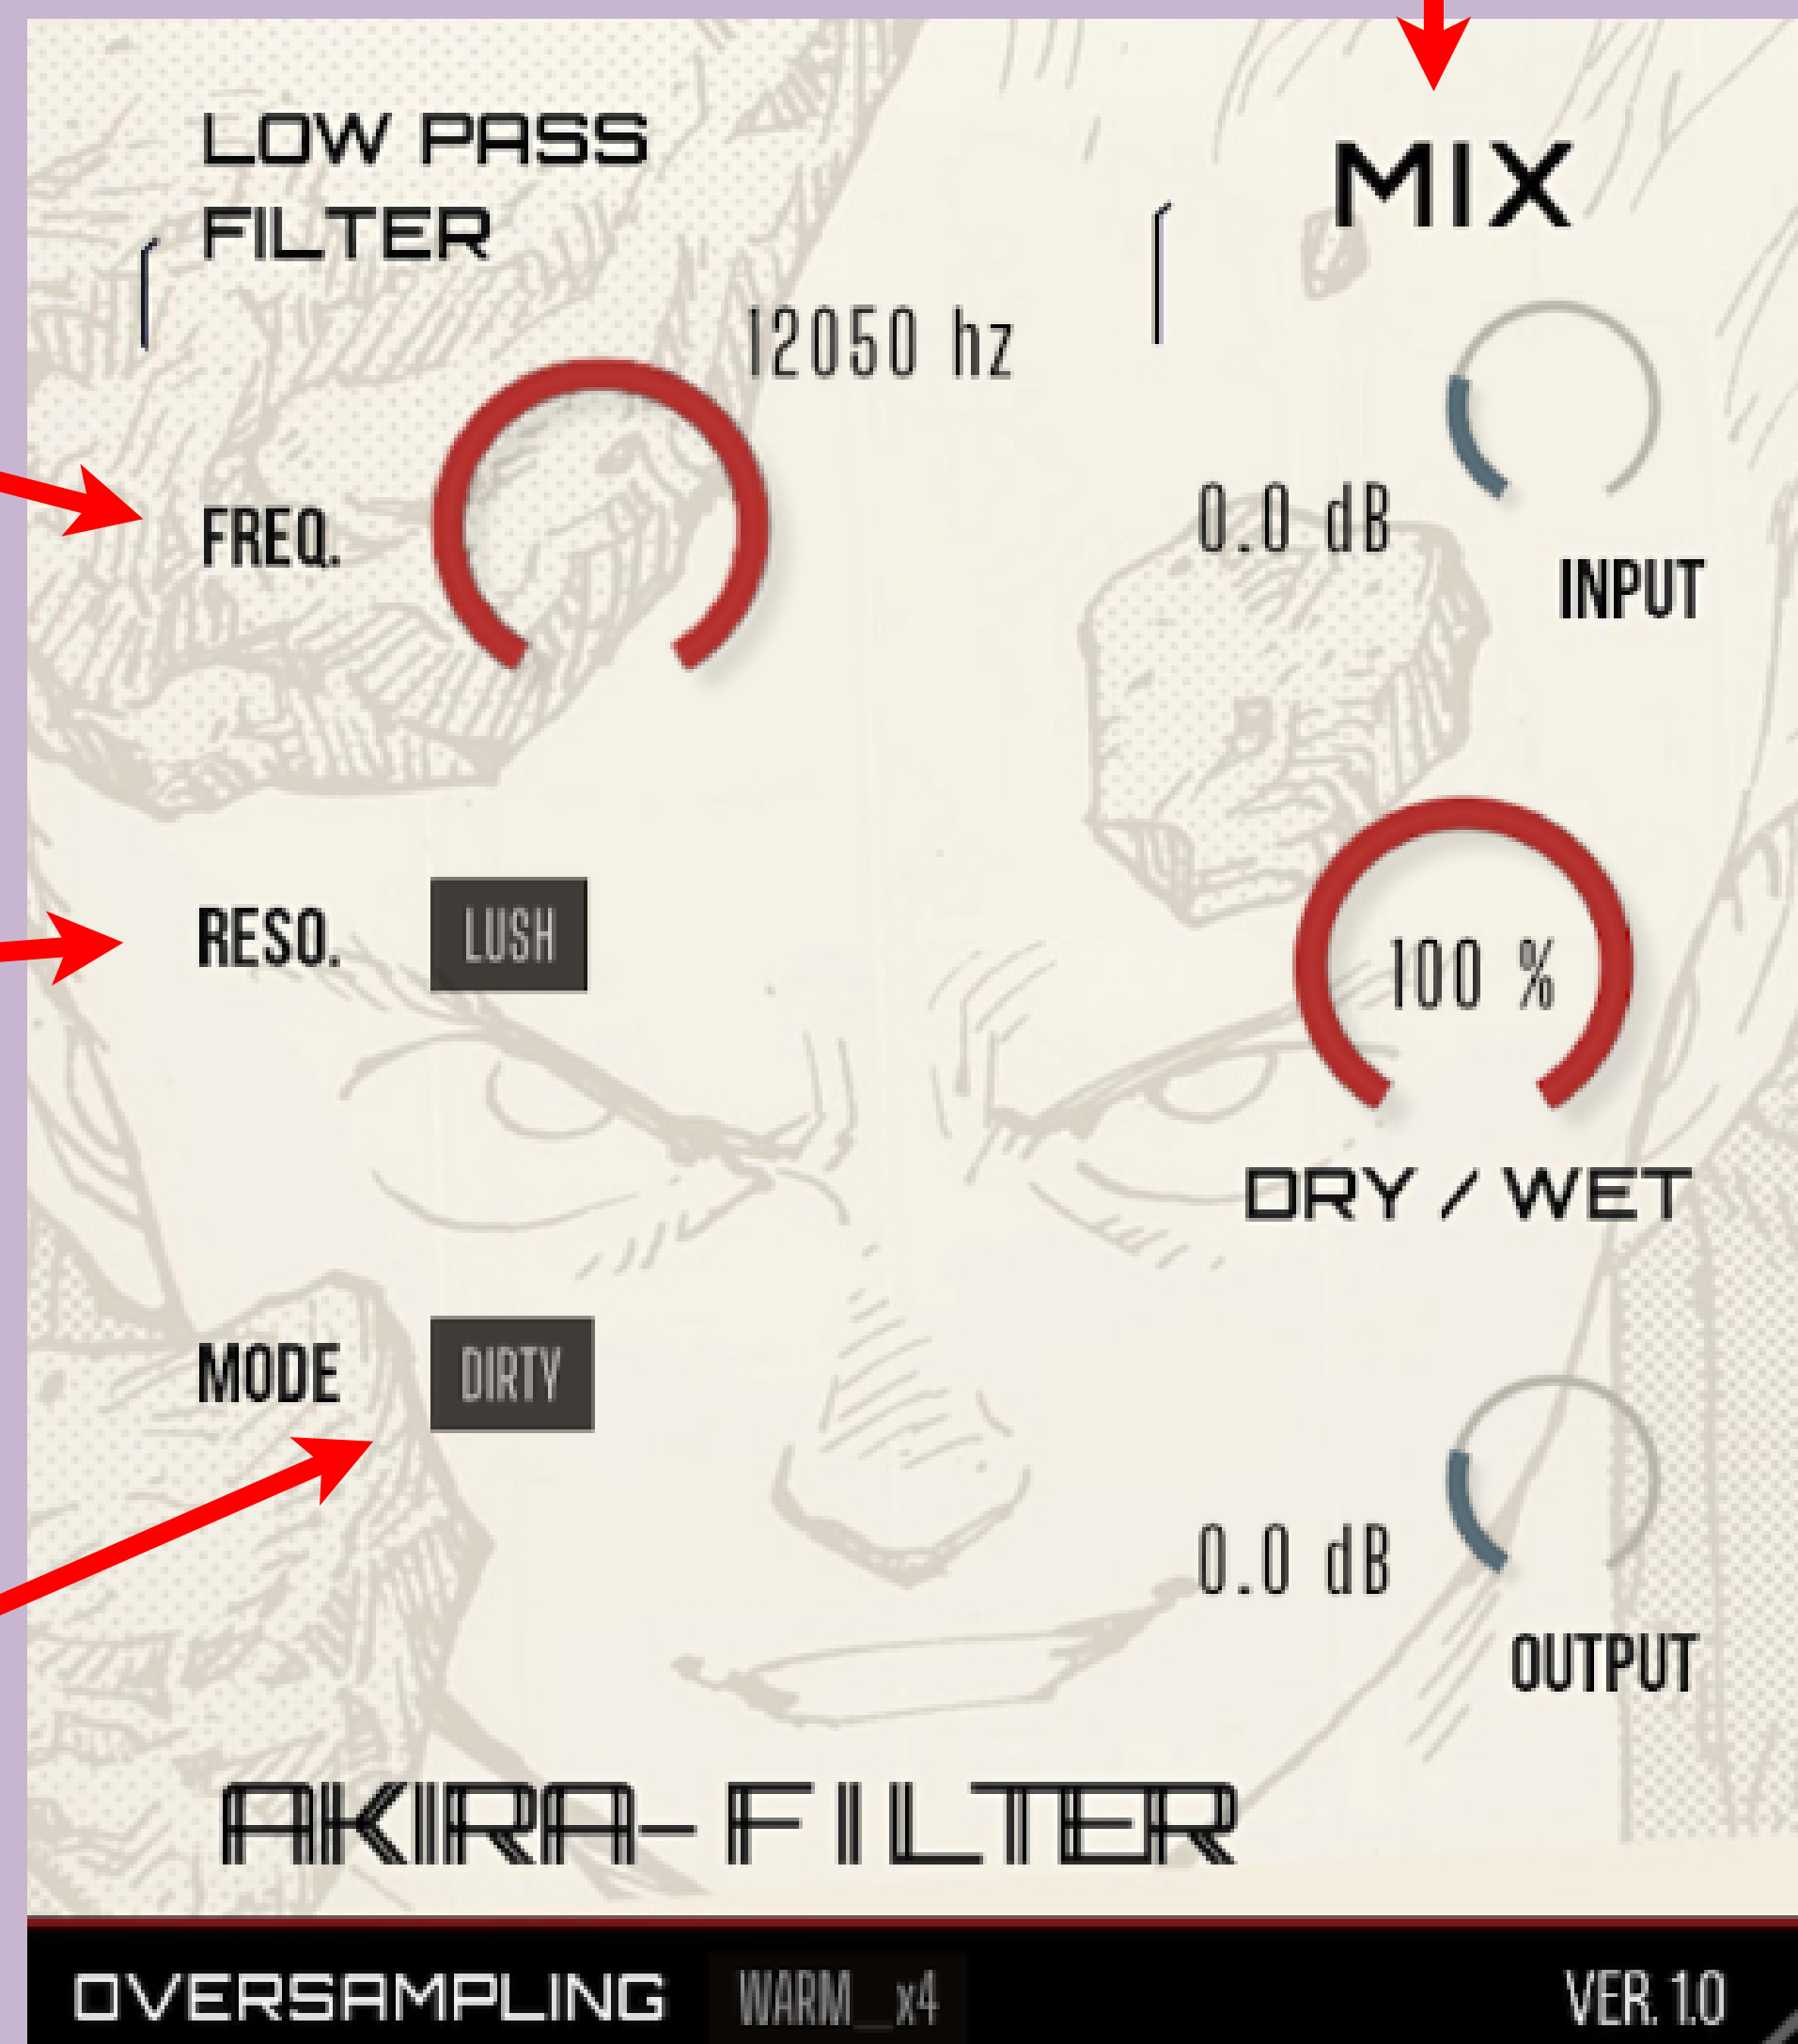 LOW PASS
FILTER
12050 hz
FREQ.
RESO.
LUSH
MODE
DIRTY
MIX
0.0 dB
INPUT
100 %
DRY / WET
0.0 dB
OUTPUT
AKIRA-FILTER
OVERSAMPLING
WARM_x4
VER. 1.0